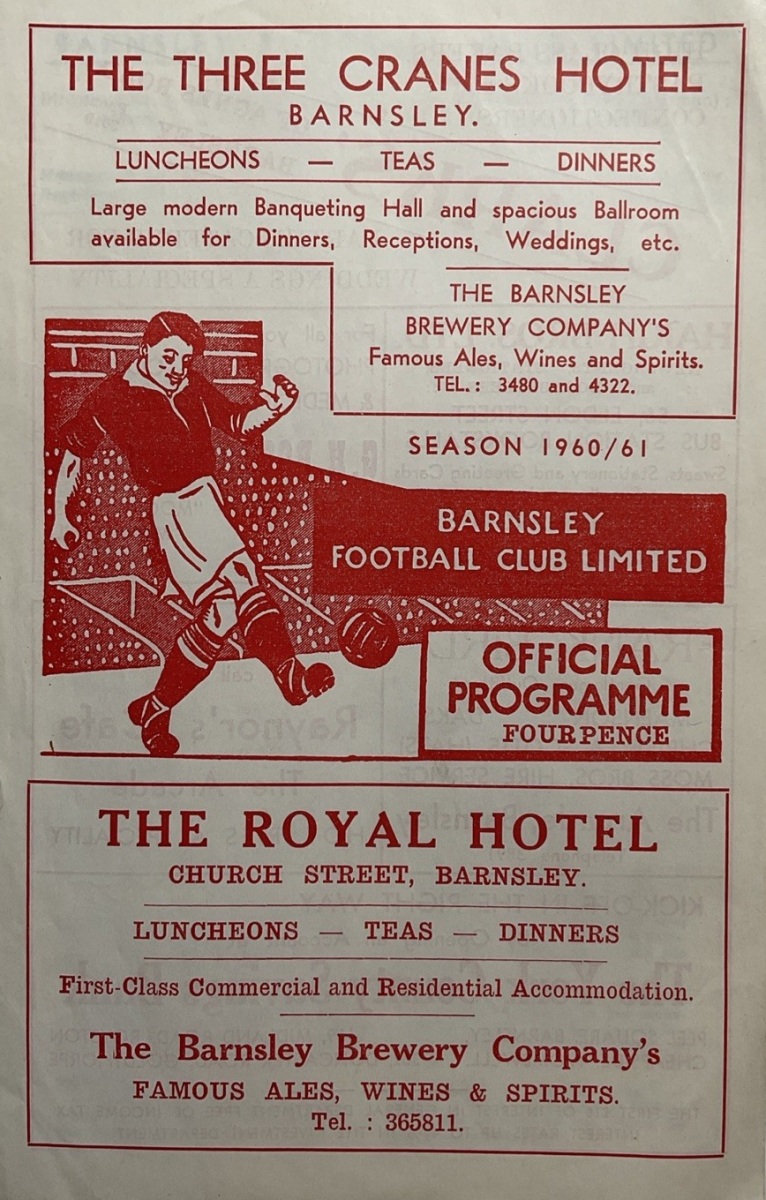 THE THREE CRANES HOTEL
BARNSLEY.
LUNCHEONS — TEAS — DINNERS
Large modern Banqueting Hall and spacious Ballroom
available for Dinners, Receptions, Weddings, etc.
THE BARNSLEY
BREWERY COMPANY'S
Famous Ales, Wines and Spirits.
TEL.: 3480 and 4322.
SEASON 1960/61
BARNSLEY
FOOTBALL CLUB LIMITED
OFFICIAL
PROGRAMME
FOURPENCE
THE ROYAL HOTEL
CHURCH STREET, BARNSLEY.
LUNCHEONS — TEAS — DINNERS
First-Class Commercial and Residential Accommodation.
The Barnsley Brewery Company's
FAMOUS ALES, WINES & SPIRITS.
Tel. : 365811.